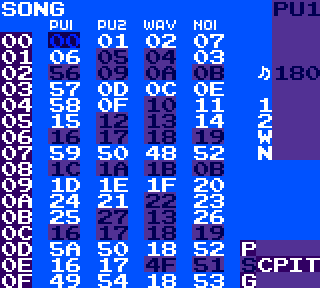 SONG PU1
PU1 PU2 WAV NOI
00 00 01 02 07
01 06 05 04 03
02 56 09 0A 0B ♪180
03 57 0D 0C 0E
04 58 0F 10 11 1
05 15 12 13 14 2
06 16 17 18 19 W
07 59 50 48 52 N
08 1C 1A 1B 0B
09 1D 1E 1F 20
0A 24 21 22 23
0B 25 27 13 26
0C 16 17 18 19
0D 5A 50 18 52 P
0E 16 17 4F 51 SCPIT
0F 49 54 18 53 G